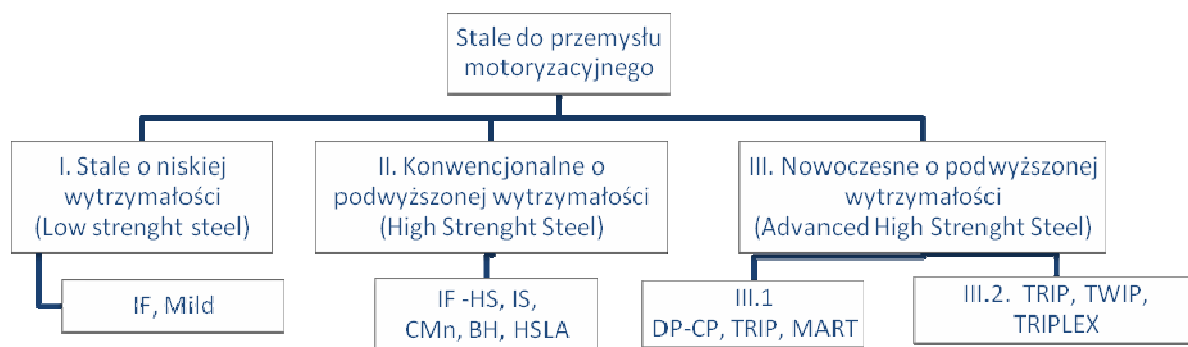 Stale do przemysłu
motoryzacyjnego
I. Stale o niskiej
wytrzymałości
(Low strenght steel)
II. Konwencjonalne o
podwyższonej wytrzymałości
(High Strenght Steel)
III. Nowoczesne o podwyższonej
wytrzymałości
(Advanced High Strenght Steel)
IF, Mild
IF -HS, IS,
CMn, BH, HSLA
III.1
DP-CP, TRIP, MART
III.2. TRIP, TWIP,
TRIPLEX